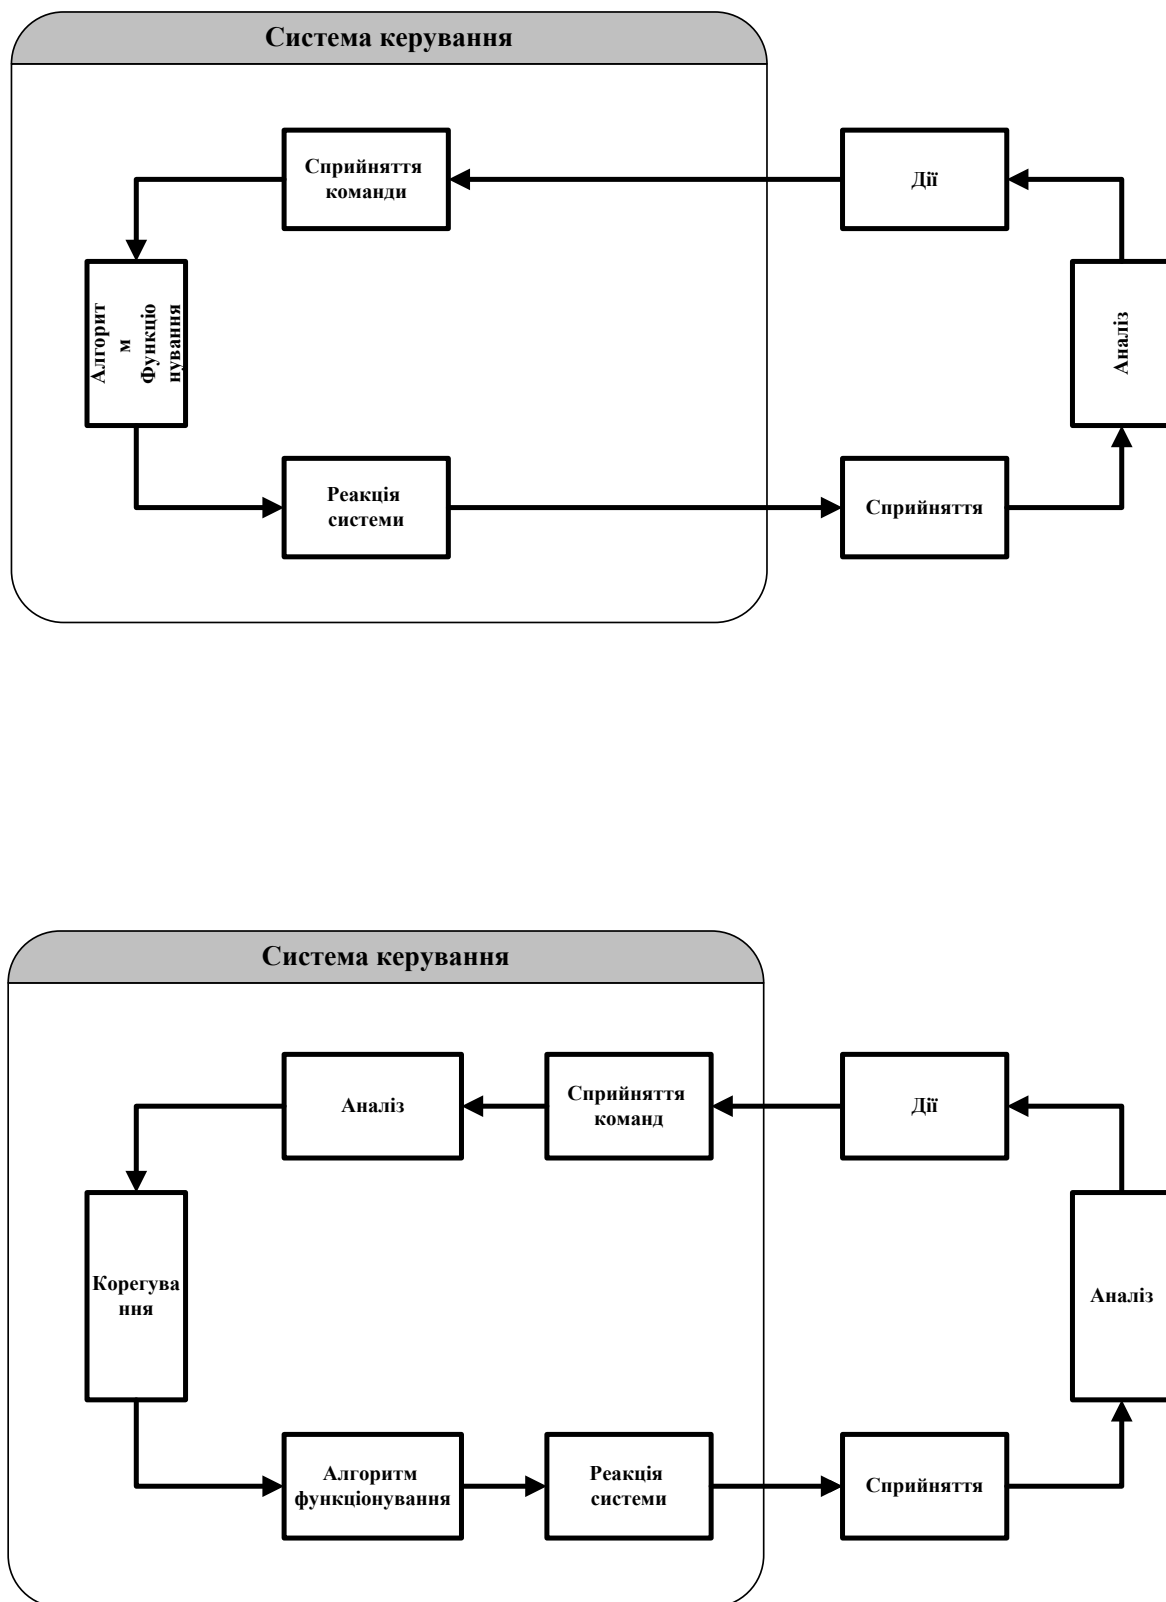 Система керування
Сприйняття
команди
Дії
Алгорит
м
Функціо
нування
Аналіз
Реакція
системи
Сприйняття
Система керування
Аналіз
Сприйняття
команд
Дії
Корегува
ння
Аналіз
Алгоритм
функціонування
Реакція
системи
Сприйняття